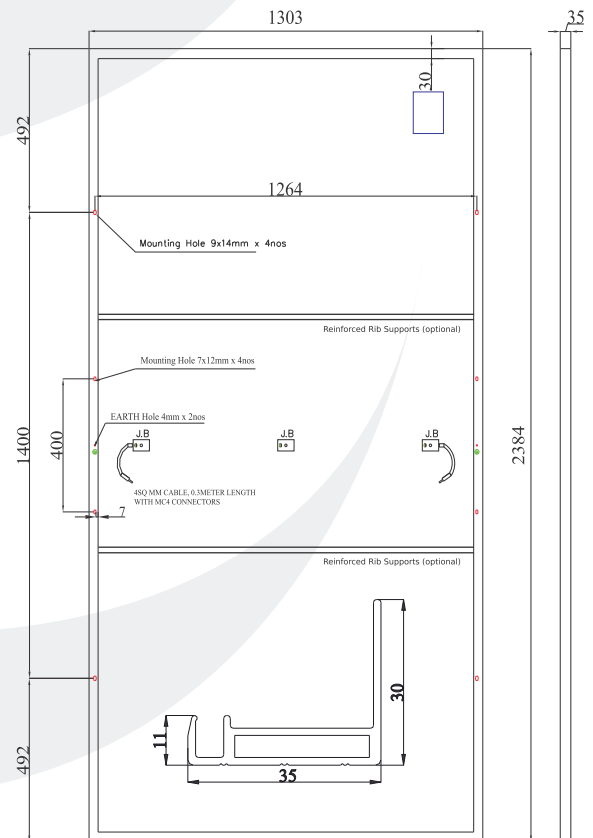 1303
35
30
492
1264
Mounting Hole 9x14mm x 4nos
Reinforced Rib Supports (optional)
Mounting Hole 7x12mm x 4nos
EARTH Hole 4mm x 2nos
J.B
J.B
J.B
1400
400
2384
4SQ MM CABLE, 0.3METER LENGTH
WITH MC4 CONNECTORS
7
Reinforced Rib Supports (optional)
30
11
35
492